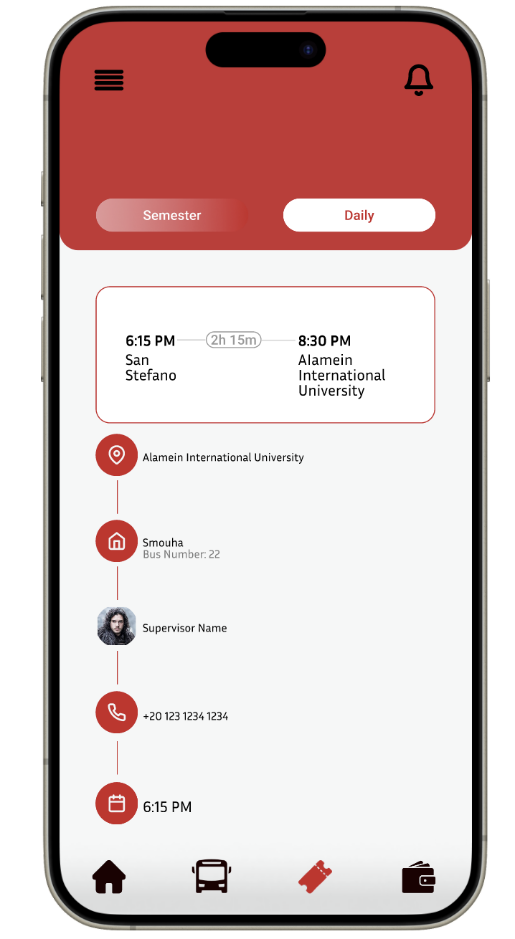 Semester
Daily
6:15 PM
2h 15m
8:30 PM
San
Stefano
Alamein
International
University
Alamein International University
Smouha
Bus Number: 22
Supervisor Name
+20 123 1234 1234
6:15 PM